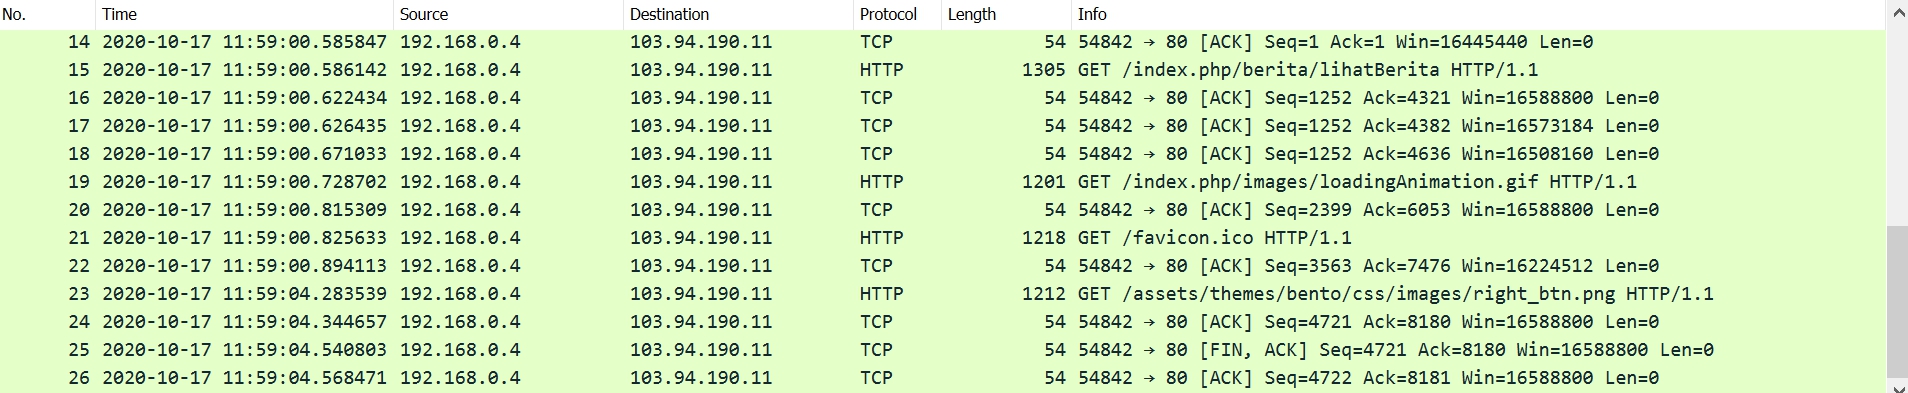 No. Time Source Destination Protocol Length Info
14 2020-10-17 11:59:00.585847 192.168.0.4 103.94.190.11 TCP 54 54842 → 80 [ACK] Seq=1 Ack=1 Win=16445440 Len=0
15 2020-10-17 11:59:00.586142 192.168.0.4 103.94.190.11 HTTP 1305 GET /index.php/berita/lihatBerita HTTP/1.1
16 2020-10-17 11:59:00.622434 192.168.0.4 103.94.190.11 TCP 54 54842 → 80 [ACK] Seq=1252 Ack=4321 Win=16588800 Len=0
17 2020-10-17 11:59:00.626435 192.168.0.4 103.94.190.11 TCP 54 54842 → 80 [ACK] Seq=1252 Ack=4382 Win=16573184 Len=0
18 2020-10-17 11:59:00.671033 192.168.0.4 103.94.190.11 TCP 54 54842 → 80 [ACK] Seq=1252 Ack=4636 Win=16508160 Len=0
19 2020-10-17 11:59:00.728702 192.168.0.4 103.94.190.11 HTTP 1201 GET /index.php/images/loadingAnimation.gif HTTP/1.1
20 2020-10-17 11:59:00.815309 192.168.0.4 103.94.190.11 TCP 54 54842 → 80 [ACK] Seq=2399 Ack=6053 Win=16588800 Len=0
21 2020-10-17 11:59:00.825633 192.168.0.4 103.94.190.11 HTTP 1218 GET /favicon.ico HTTP/1.1
22 2020-10-17 11:59:00.894113 192.168.0.4 103.94.190.11 TCP 54 54842 → 80 [ACK] Seq=3563 Ack=7476 Win=16224512 Len=0
23 2020-10-17 11:59:04.283539 192.168.0.4 103.94.190.11 HTTP 1212 GET /assets/themes/bento/css/images/right_btn.png HTTP/1.1
24 2020-10-17 11:59:04.344657 192.168.0.4 103.94.190.11 TCP 54 54842 → 80 [ACK] Seq=4721 Ack=8180 Win=16588800 Len=0
25 2020-10-17 11:59:04.540803 192.168.0.4 103.94.190.11 TCP 54 54842 → 80 [FIN, ACK] Seq=4721 Ack=8180 Win=16588800 Len=0
26 2020-10-17 11:59:04.568471 192.168.0.4 103.94.190.11 TCP 54 54842 → 80 [ACK] Seq=4722 Ack=8181 Win=16588800 Len=0